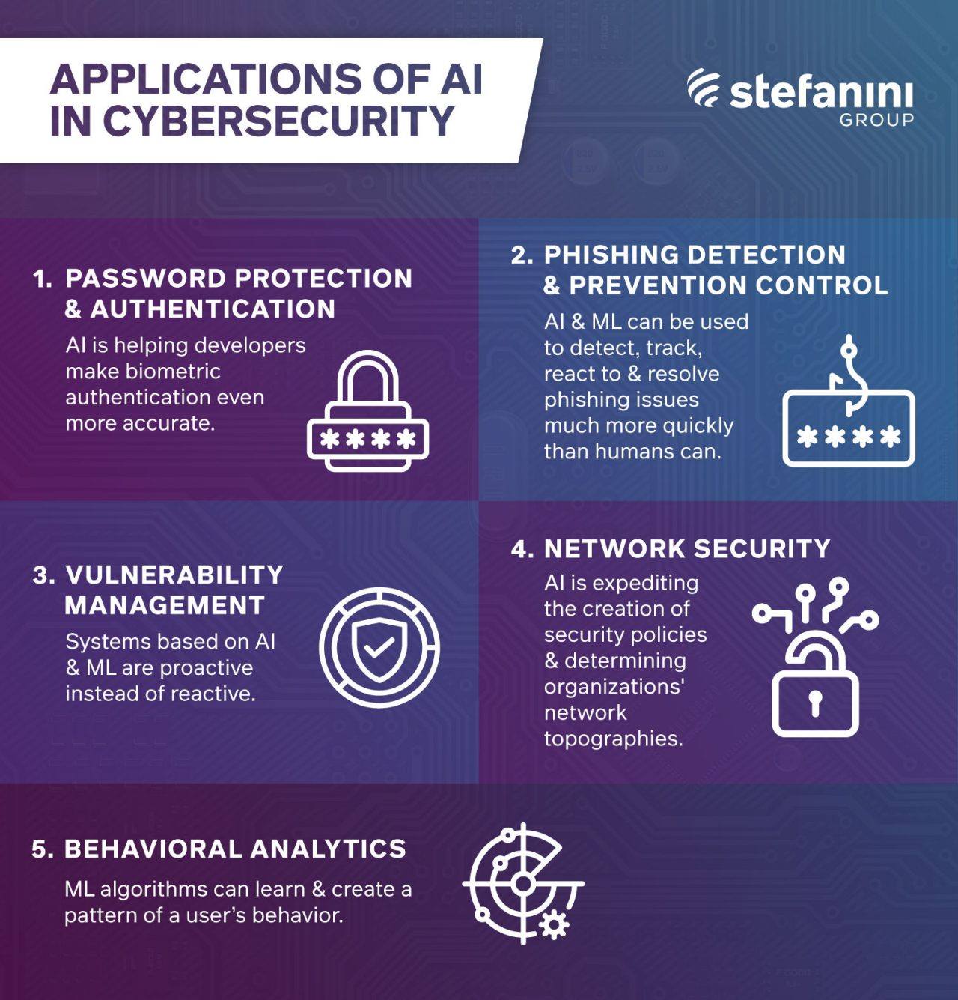 APPLICATIONS OF AI
IN CYBERSECURITY
stefanini
GROUP
1. PASSWORD PROTECTION
& AUTHENTICATION
AI is helping developers
make biometric
authentication even
more accurate.
****
2. PHISHING DETECTION
& PREVENTION CONTROL
AI & ML can be used
to detect, track,
react to & resolve
phishing issues
much more quickly
than humans can.
****
3. VULNERABILITY
MANAGEMENT
Systems based on AI
& ML are proactive
instead of reactive.
4. NETWORK SECURITY
AI is expediting
the creation of
security policies
& determining
organizations'
network
topographies.
5. BEHAVIORAL ANALYTICS
ML algorithms can learn & create a
pattern of a user’s behavior.